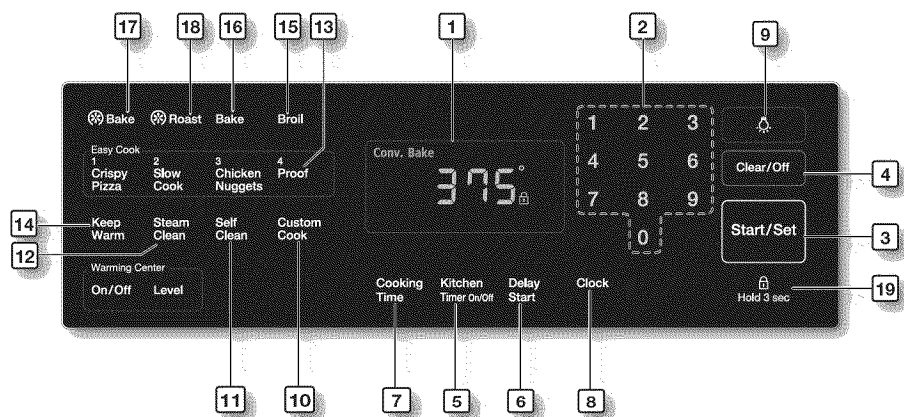 17 18 16 15 13 1 2 9
Bake Roast Bake Broil
Easy Cook
1 2 3 4
Crispy Slow Chicken Proof
Pizza Cook Nuggets
Conv. Bake
375°
1 2 3
4 5 6
7 8 9
0
Clear/Off
4
Start/Set
3
14
Keep Steam Self Custom
Warm Clean Clean Cook
12
Warming Center
On/Off Level
Cooking Kitchen Delay Clock
Time Timer On/Off Start
Hold 3 sec
19
11 10 7 5 6 8